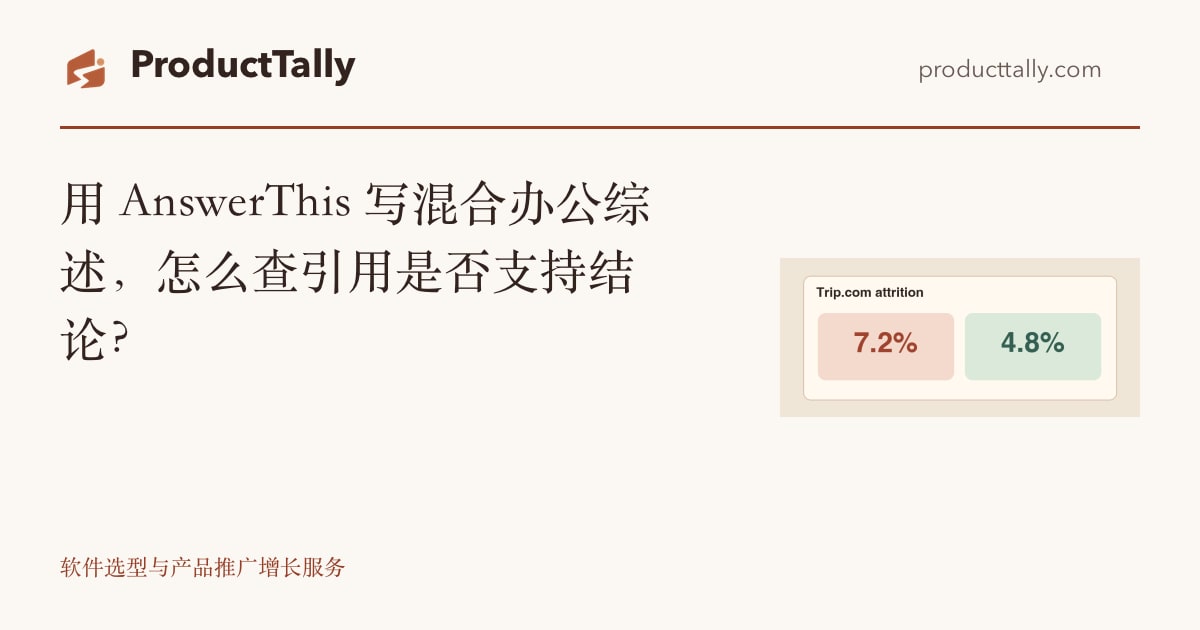 ProductTally
producttally.com
用 AnswerThis 写混合办公综
述，怎么查引用是否支持结
论？
Trip.com attrition
7.2%
4.8%
软件选型与产品推广增长服务